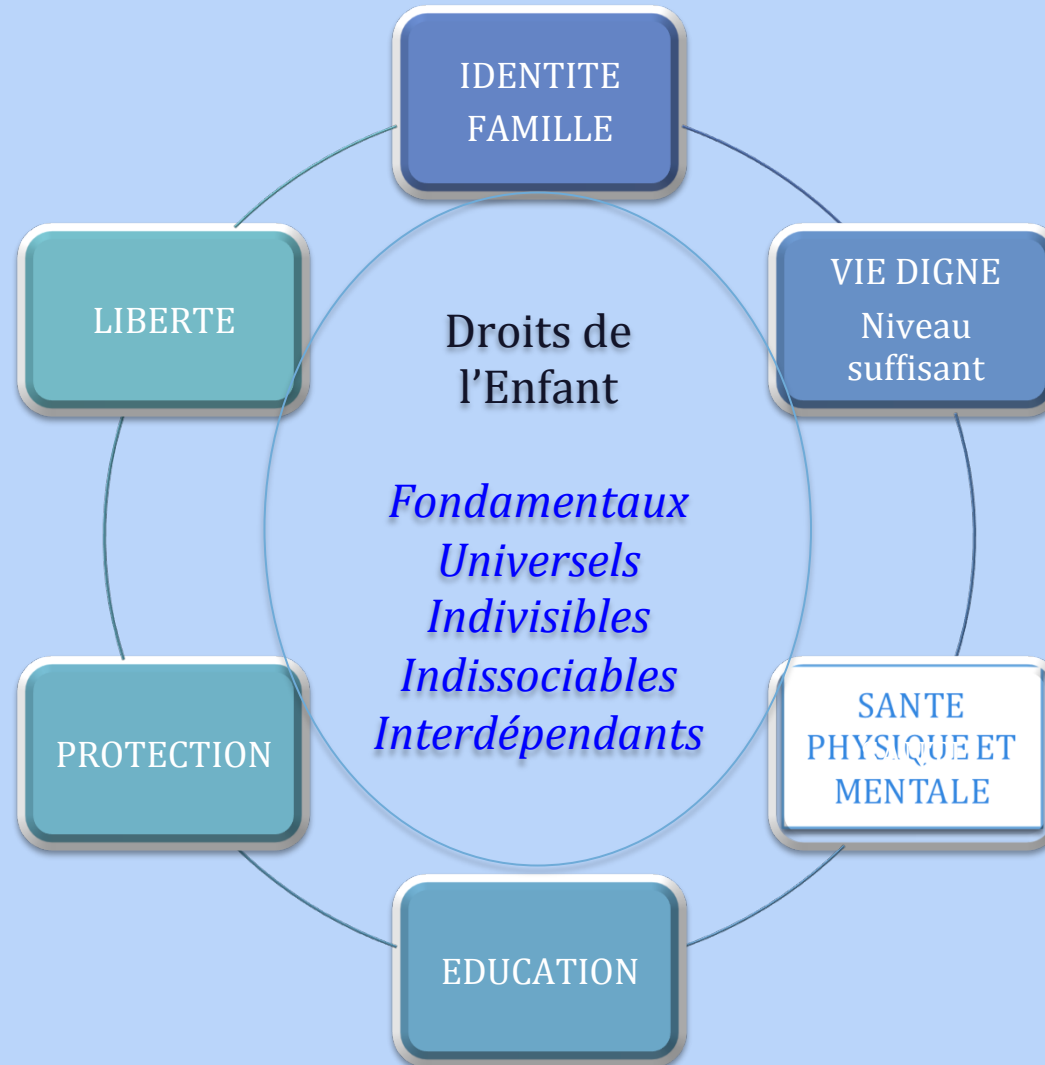 IDENTITE
FAMILLE
LIBERTE
VIE DIGNE
Niveau
suffisant
Droits de
l’Enfant
Fondamentaux
Universels
Indivisibles
Indissociables
Interdépendants
PROTECTION
SANTE
PHYSIQUE ET
MENTALE
EDUCATION